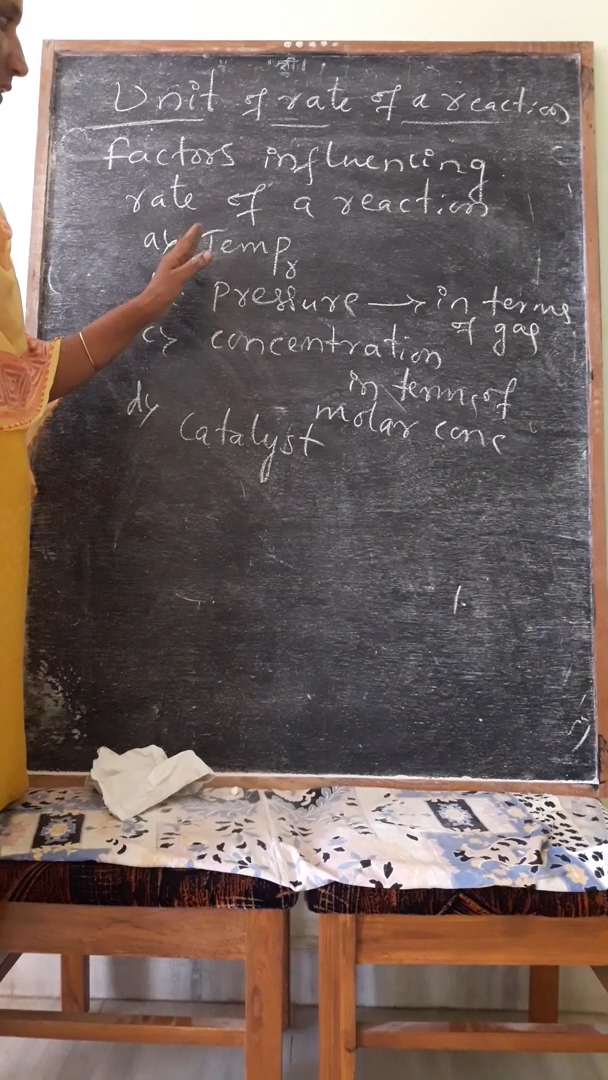 "श्री"
Unit of rate of a reaction
factors influencing
rate of a reaction
a> Temp
Pressure → in terms
of gas
c> concentration
in terms of
molar conc
d> Catalyst